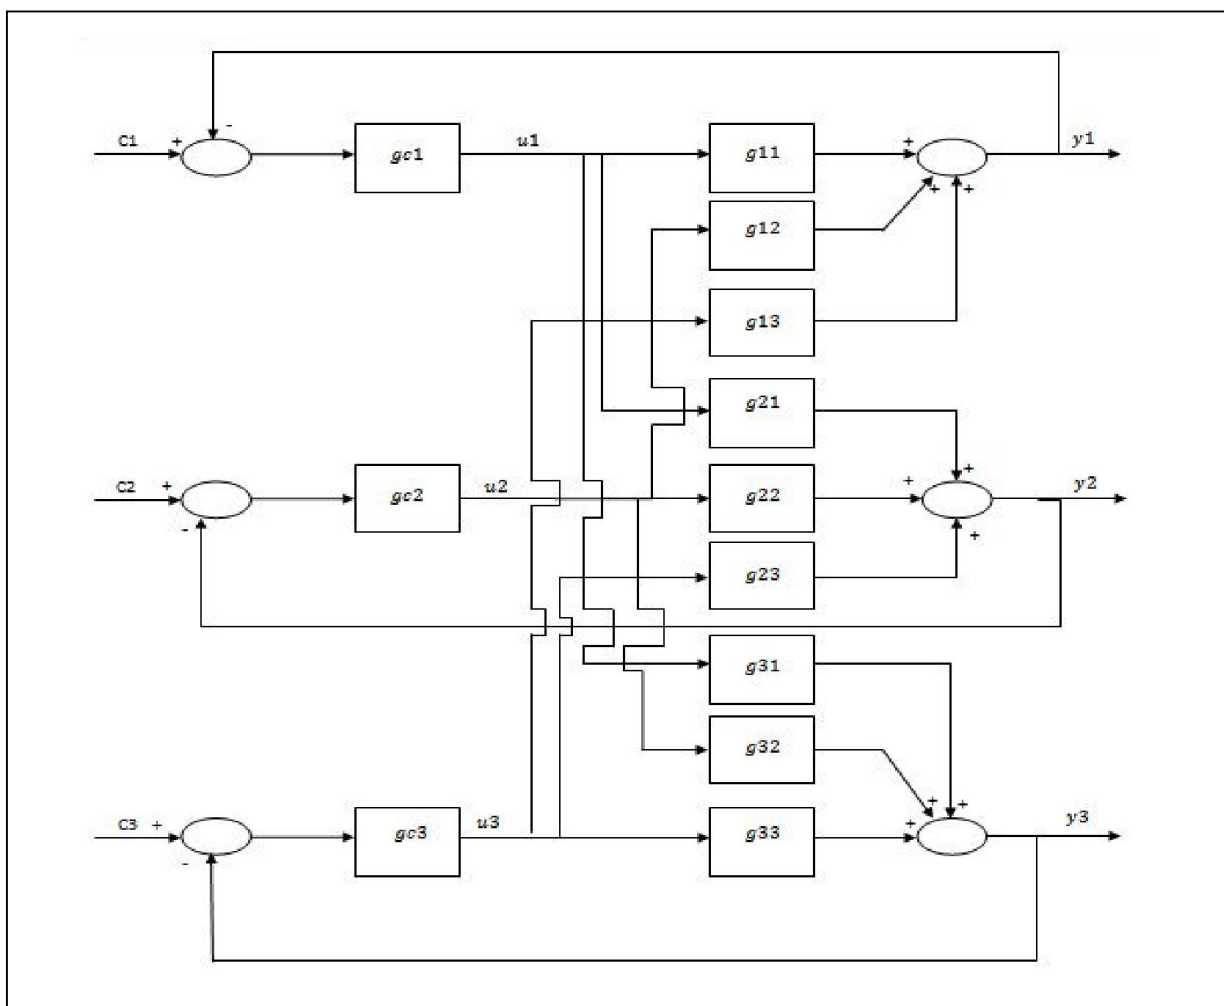 C1 + - gc1 u1 g11 + y1
g12 + +
g13
g21
C2 + - gc2 u2 g22 + + y2
g23 +
g31
g32
C3 + - gc3 u3 g33 + + + y3